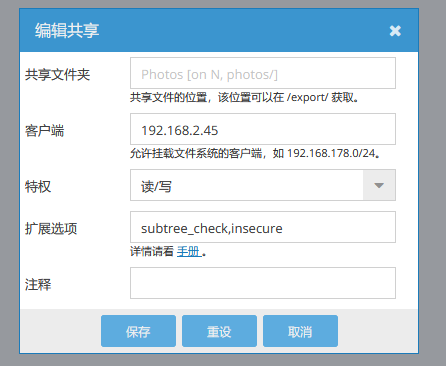 编辑共享
共享文件夹
Photos [on N, photos/]
共享文件的位置，该位置可以在 /export/ 获取。
客户端
192.168.2.45
允许挂载文件系统的客户端，如 192.168.178.0/24。
特权
读/写
扩展选项
subtree_check,insecure
详情请看 手册 。
注释
保存 重设 取消